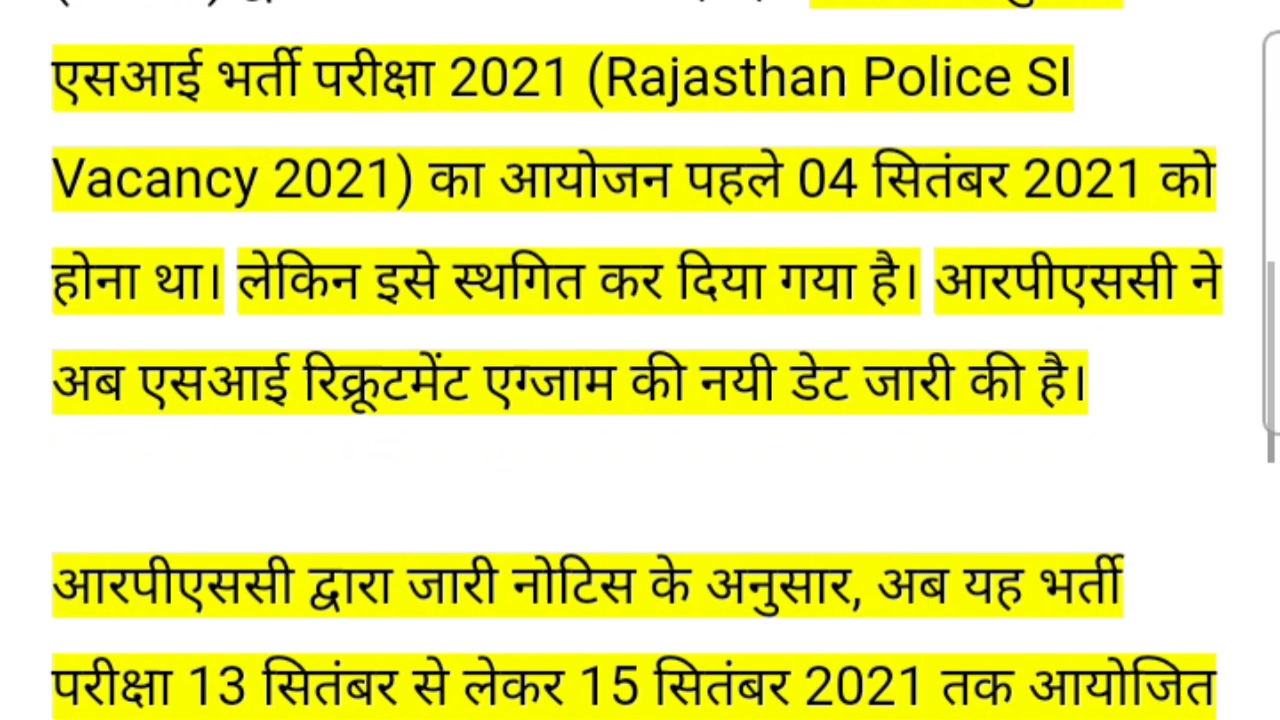 एसआई भर्ती परीक्षा 2021 (Rajasthan Police SI
Vacancy 2021) का आयोजन पहले 04 सितंबर 2021 को
होना था। लेकिन इसे स्थगित कर दिया गया है। आरपीएससी ने
अब एसआई रिक्रूटमेंट एग्जाम की नयी डेट जारी की है।
आरपीएससी द्वारा जारी नोटिस के अनुसार, अब यह भर्ती
परीक्षा 13 सितंबर से लेकर 15 सितंबर 2021 तक आयोजित